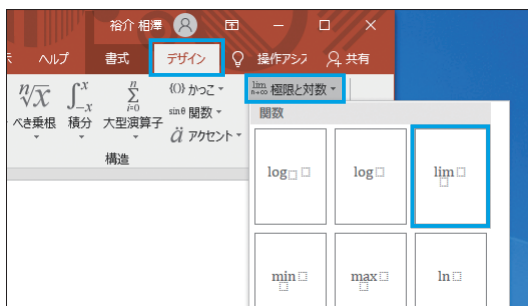 裕介 相澤
ヘルプ 書式 デザイン 操作アシス 共有
べき乗根 積分 大型演算子
{()} かっこ
sinθ 関数
ä アクセント
lim n→∞ 極限と対数
構造
関数
log□ □ log□ lim□
min□ max□ ln□